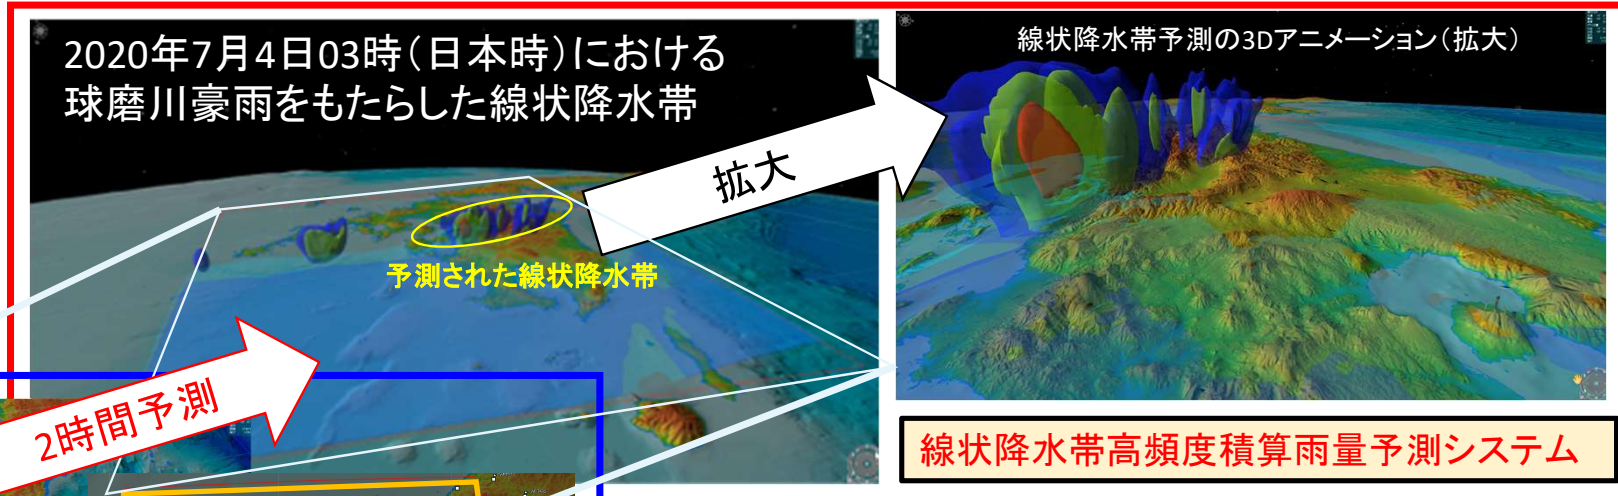 2020年7月4日03時(日本時)における
球磨川豪雨をもたらした線状降水帯
線状降水帯予測の3Dアニメーション(拡大)
拡大
予測された線状降水帯
2時間予測
線状降水帯高頻度積算雨量予測システム